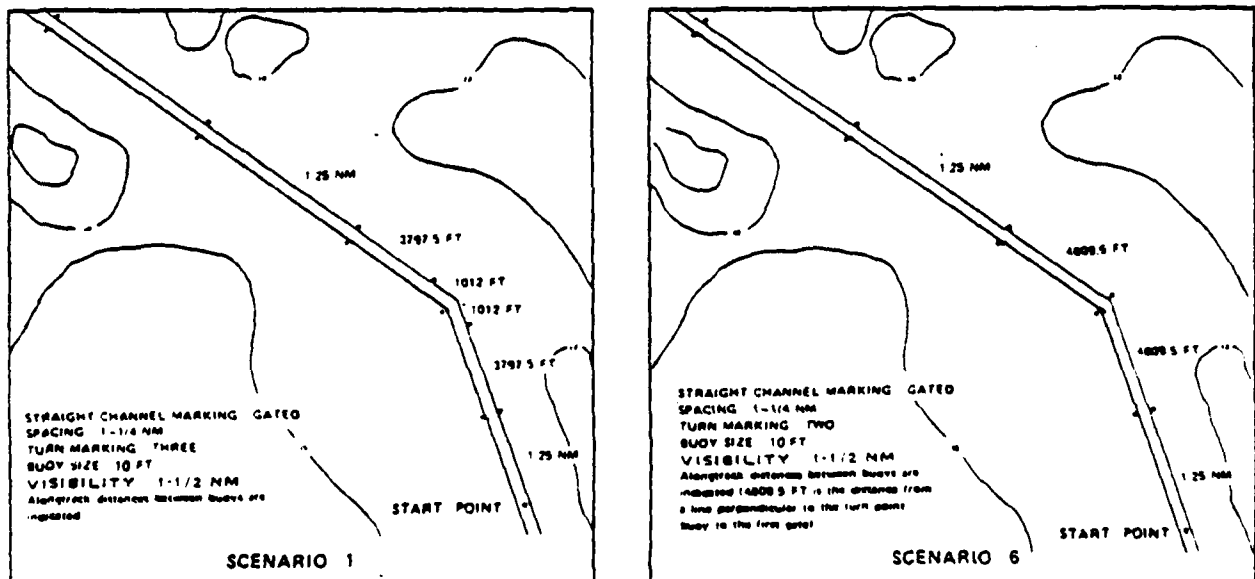 1.25 NM
3797.5 FT
1012 FT
1012 FT
3797.5 FT
STRAIGHT CHANNEL MARKING GATED
SPACING 1-1/4 NM
TURN MARKING THREE
BUOY SIZE 10 FT
VISIBILITY 1-1/2 NM
Alongtrack distances between buoys are
indicated
1.25 NM
START POINT
SCENARIO 1
1.25 NM
4809.5 FT
4809.5 FT
STRAIGHT CHANNEL MARKING GATED
SPACING 1-1/4 NM
TURN MARKING TWO
BUOY SIZE 10 FT
VISIBILITY 1-1/2 NM
Alongtrack distances between buoys are
indicated (4809.5 FT is the distance from
a line perpendicular to the turn point
buoy to the first gate)
1.25 NM
START POINT
SCENARIO 6